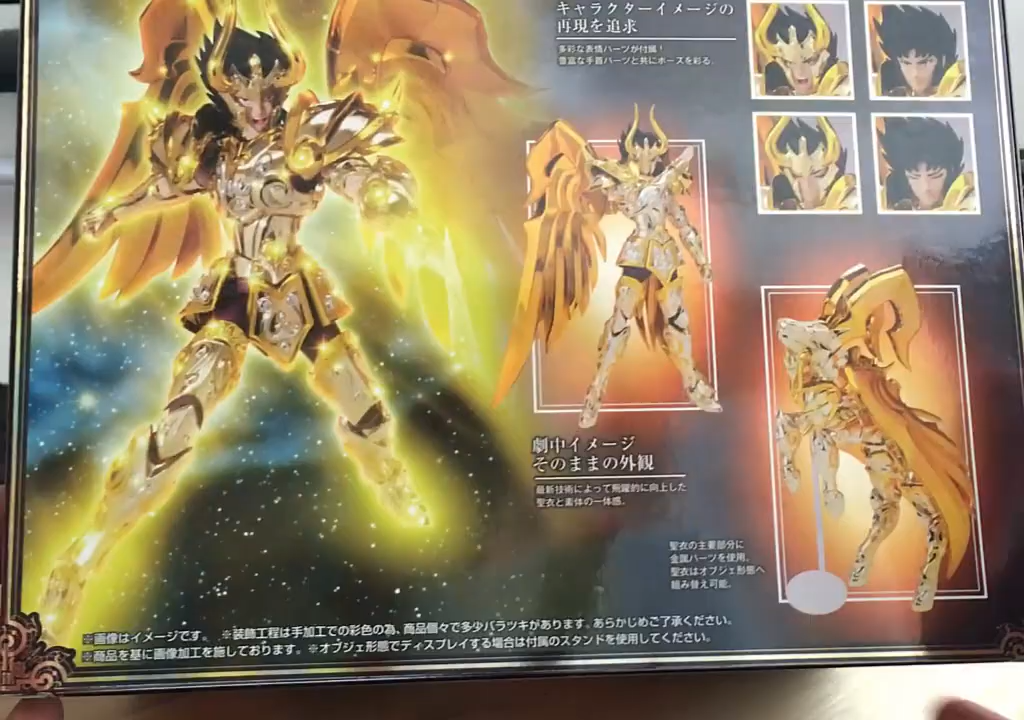 キャラクターイメージの
再現を追求
多彩な表情パーツが付属!
豊富な手首パーツと共にポーズを彩る。
劇中イメージ
そのままの外観
最新技術によって飛躍的に向上した
聖衣と素体の一体感。
聖衣の主要部分に
金属パーツを使用。
聖衣はオブジェ形態へ
組み替え可能。
※画像はイメージです。 ※装飾工程は手加工での彩色の為、商品個々で多少バラツキがあります。あらかじめご了承ください。
※商品を基に画像加工を施しております。※オブジェ形態でディスプレイする場合は付属のスタンドを使用してください。